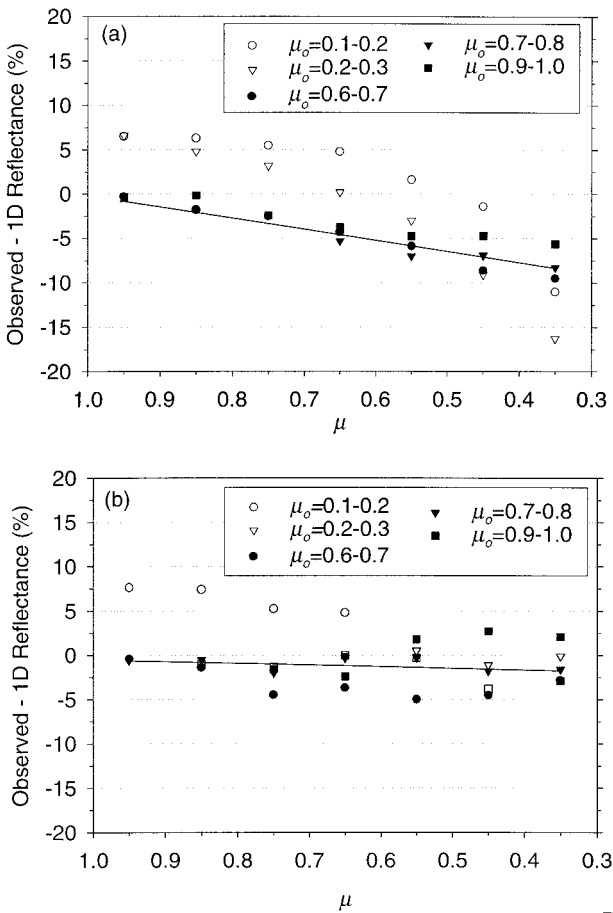 (a)
μo=0.1-0.2
μo=0.7-0.8
μo=0.2-0.3
μo=0.9-1.0
μo=0.6-0.7
Observed - 1D Reflectance (%)
20
15
10
5
0
-5
-10
-15
-20
1.0 0.9 0.8 0.7 0.6 0.5 0.4 0.3
μ
(b)
μo=0.1-0.2
μo=0.7-0.8
μo=0.2-0.3
μo=0.9-1.0
μo=0.6-0.7
Observed - 1D Reflectance (%)
20
15
10
5
0
-5
-10
-15
-20
1.0 0.9 0.8 0.7 0.6 0.5 0.4 0.3
μ